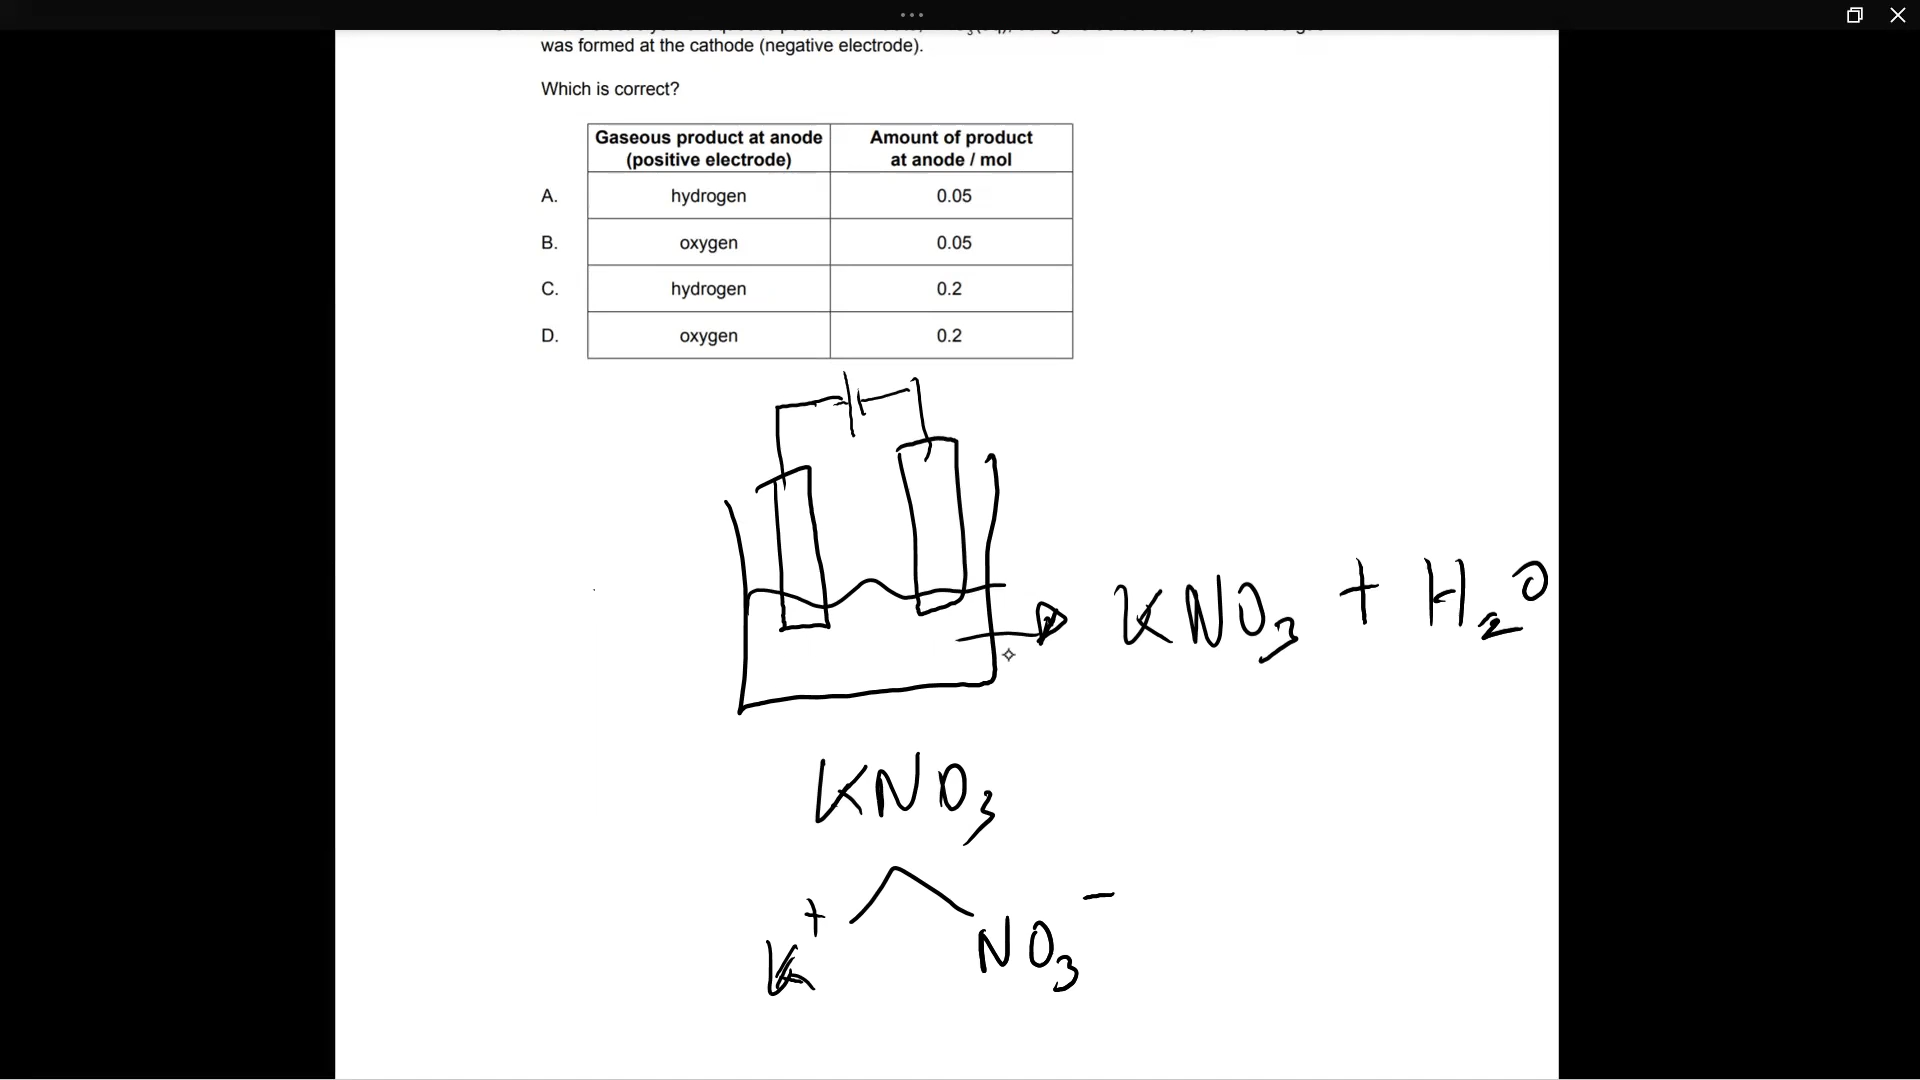 was formed at the cathode (negative electrode).
Which is correct?
Gaseous product at anode (positive electrode) Amount of product at anode / mol
A. hydrogen 0.05
B. oxygen 0.05
C. hydrogen 0.2
D. oxygen 0.2
KNO₃ + H₂O
KNO₃
K⁺ NO₃⁻